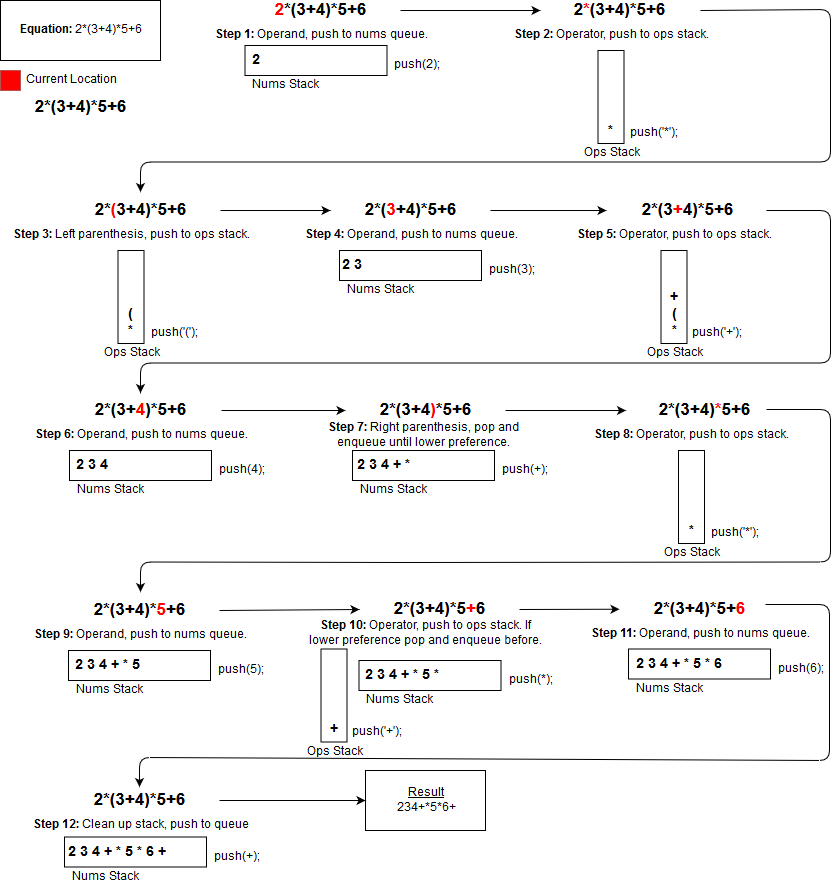 Equation: 2*(3+4)*5+6
Current Location
2*(3+4)*5+6
2*(3+4)*5+6
Step 1: Operand, push to nums queue.
2
push(2);
Nums Stack
2*(3+4)*5+6
Step 2: Operator, push to ops stack.
*
push('*');
Ops Stack
2*(3+4)*5+6
Step 3: Left parenthesis, push to ops stack.
(
*
push('(');
Ops Stack
2*(3+4)*5+6
Step 4: Operand, push to nums queue.
2 3
push(3);
Nums Stack
2*(3+4)*5+6
Step 5: Operator, push to ops stack.
+
(
*
push('+');
Ops Stack
2*(3+4)*5+6
Step 6: Operand, push to nums queue.
2 3 4
push(4);
Nums Stack
2*(3+4)*5+6
Step 7: Right parenthesis, pop and
enqueue until lower preference.
2 3 4 + *
push(+);
Nums Stack
2*(3+4)*5+6
Step 8: Operator, push to ops stack.
*
push('*');
Ops Stack
2*(3+4)*5+6
Step 9: Operand, push to nums queue.
2 3 4 + * 5
push(5);
Nums Stack
2*(3+4)*5+6
Step 10: Operator, push to ops stack. If
lower preference pop and enqueue before.
2 3 4 + * 5 *
push(*);
Nums Stack
+
push('+');
Ops Stack
2*(3+4)*5+6
Step 11: Operand, push to nums queue.
2 3 4 + * 5 * 6
push(6);
Nums Stack
2*(3+4)*5+6
Step 12: Clean up stack, push to queue
2 3 4 + * 5 * 6 +
push(+);
Nums Stack
Result
234+*5*6+